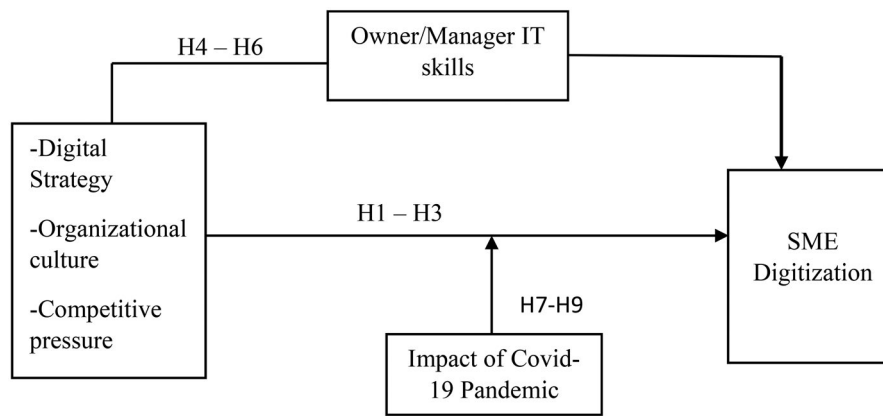 H4 – H6
Owner/Manager IT
skills
-Digital
Strategy
-Organizational
culture
-Competitive
pressure
H1 – H3
SME
Digitization
H7-H9
Impact of Covid-
19 Pandemic